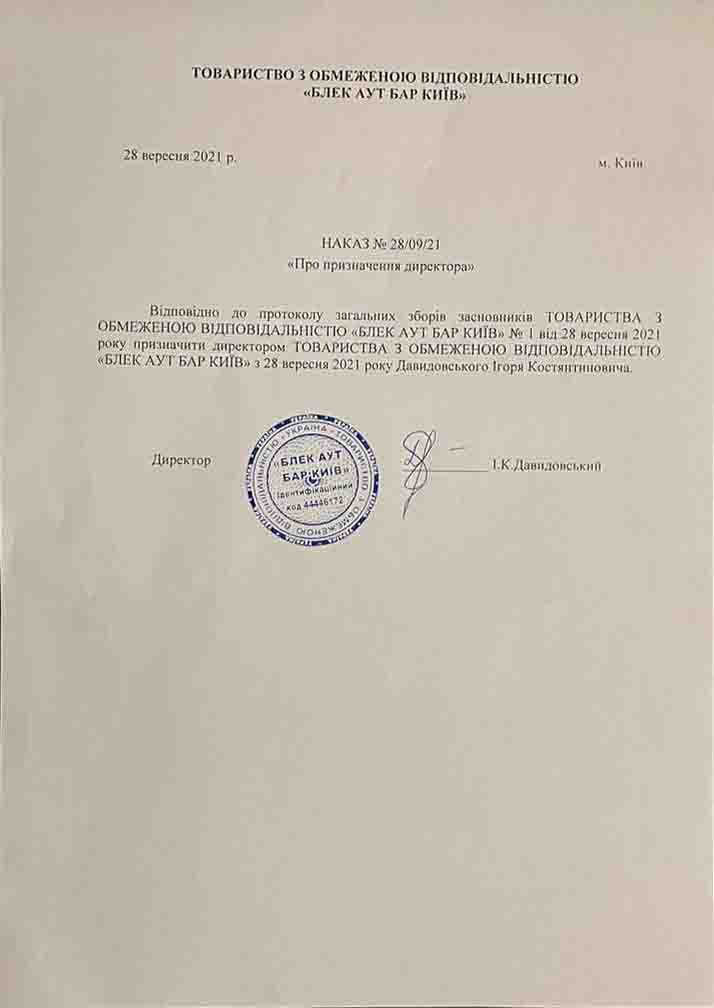 ТОВАРИСТВО З ОБМЕЖЕНОЮ ВІДПОВІДАЛЬНІСТЮ
«БЛЕК АУТ БАР КИЇВ»
28 вересня 2021 р.
м. Київ
НАКАЗ № 28/09/21
«Про призначення директора»
Відповідно до протоколу загальних зборів засновників ТОВАРИСТВА З
ОБМЕЖЕНОЮ ВІДПОВІДАЛЬНІСТЮ «БЛЕК АУТ БАР КИЇВ» № 1 від 28 вересня 2021
року призначити директором ТОВАРИСТВА З ОБМЕЖЕНОЮ ВІДПОВІДАЛЬНІСТЮ
«БЛЕК АУТ БАР КИЇВ» з 28 вересня 2021 року Давидовського Ігоря Костянтиновича.
Директор
УКРАЇНА • ТОВАРИСТВО З ОБМЕЖЕНОЮ ВІДПОВІДАЛЬНІСТЮ
«БЛЕК АУТ
БАР КИЇВ»
Ідентифікаційний
код 44446172
І.К.Давидовський